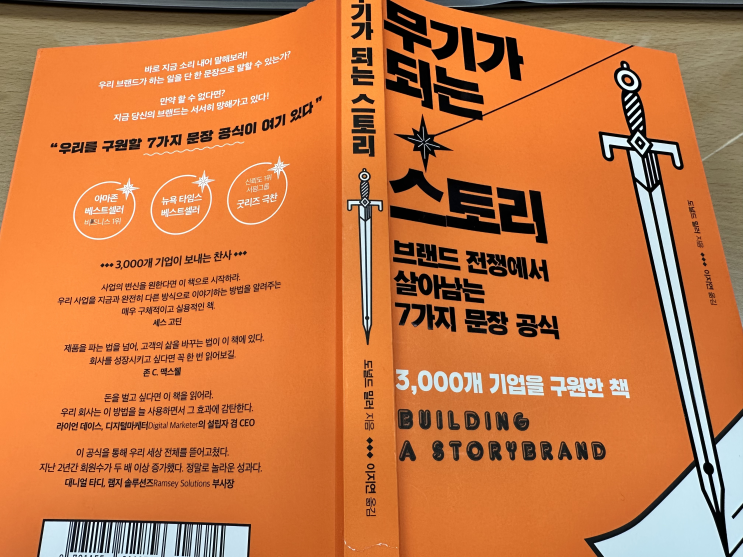 바로 지금 소리 내어 말해보라!
우리 브랜드가 하는 일을 단 한 문장으로 말할 수 있는가?
만약 할 수 없다면?
지금 당신의 브랜드는 서서히 망해가고 있다!
“우리를 구원할 7가지 문장 공식이 여기 있다”
아마존
베스트셀러
비즈니스 1위
뉴욕 타임스
베스트셀러
신뢰도 1위
서평그룹
굿리즈 극찬
◆◆◆ 3,000개 기업이 보내는 찬사 ◆◆◆
사업의 변신을 원한다면 이 책으로 시작하라.
우리 사업을 지금과 완전히 다른 방식으로 이야기하는 방법을 알려주는
매우 구체적이고 실용적인 책.
세스 고딘
제품을 파는 법을 넘어, 고객의 삶을 바꾸는 법이 이 책에 있다.
회사를 성장시키고 싶다면 꼭 한 번 읽어보길.
존 C. 맥스웰
돈을 벌고 싶다면 이 책을 읽어라.
우리 회사는 이 방법을 늘 사용하면서 그 효과에 감탄한다.
라이언 데이스, 디지털마케터Digital Marketer의 설립자 겸 CEO
이 공식을 통해 우리 세상 전체를 뜯어고쳤다.
지난 2년간 회원수가 두 배 이상 증가했다. 정말로 놀라운 성과다.
대니얼 타디, 램지 솔루션즈Ramsey Solutions 부사장
기가 되는 스토리
도널드 밀러 지음 ◆◆◆ 이지연 옮김
무기가
되는
스토리
브랜드 전쟁에서
살아남는
7가지 문장 공식
도널드 밀러 지음 ◆◆◆ 이지연 옮김
3,000개 기업을 구원한 책
BUILDING
A STORYBRAND